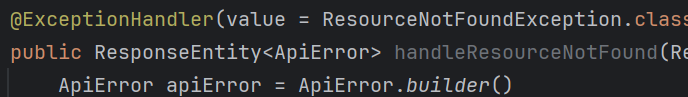 @ExceptionHandler(value = ResourceNotFoundException.class
public ResponseEntity<ApiError> handleResourceNotFound(Re
ApiError apiError = ApiError.builder()